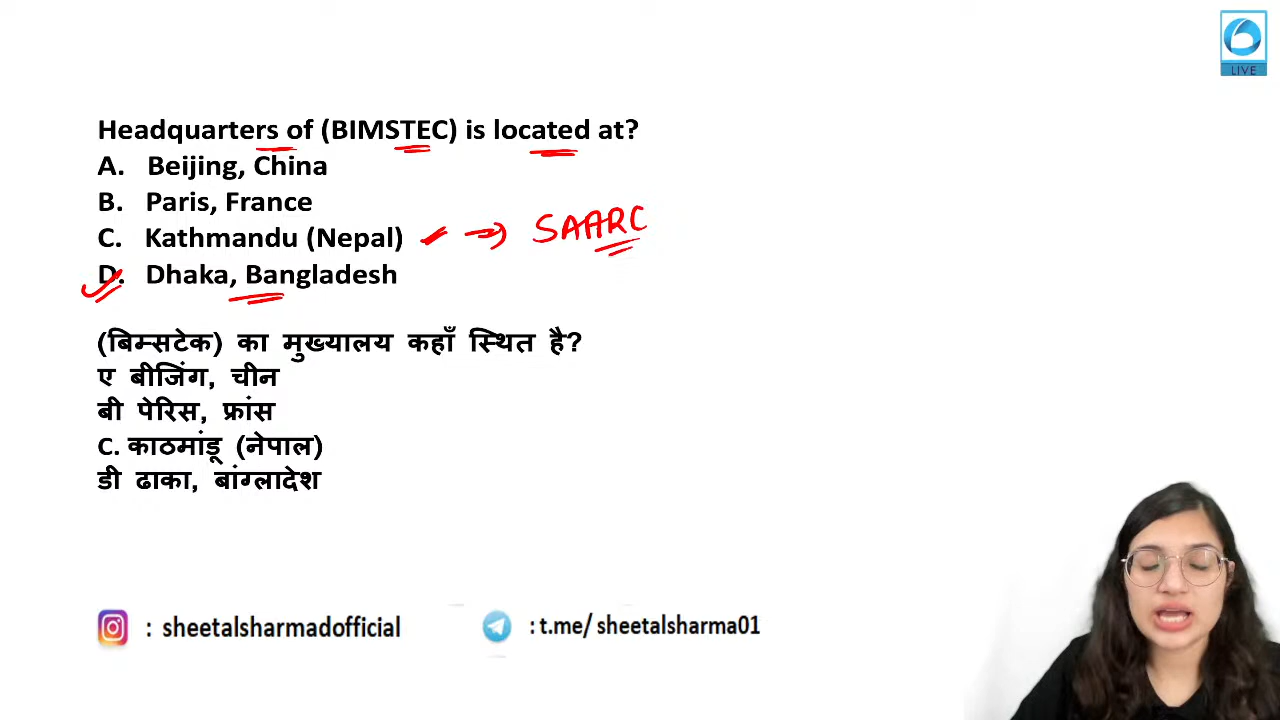 LIVE
Headquarters of (BIMSTEC) is located at?
A. Beijing, China
B. Paris, France
C. Kathmandu (Nepal) → SAARC
D. Dhaka, Bangladesh
(बिम्सटेक) का मुख्यालय कहाँ स्थित है?
ए बीजिंग, चीन
बी पेरिस, फ्रांस
C. काठमांडू (नेपाल)
डी ढाका, बांग्लादेश
: sheetalsharmadofficial
: t.me/ sheetalsharma01